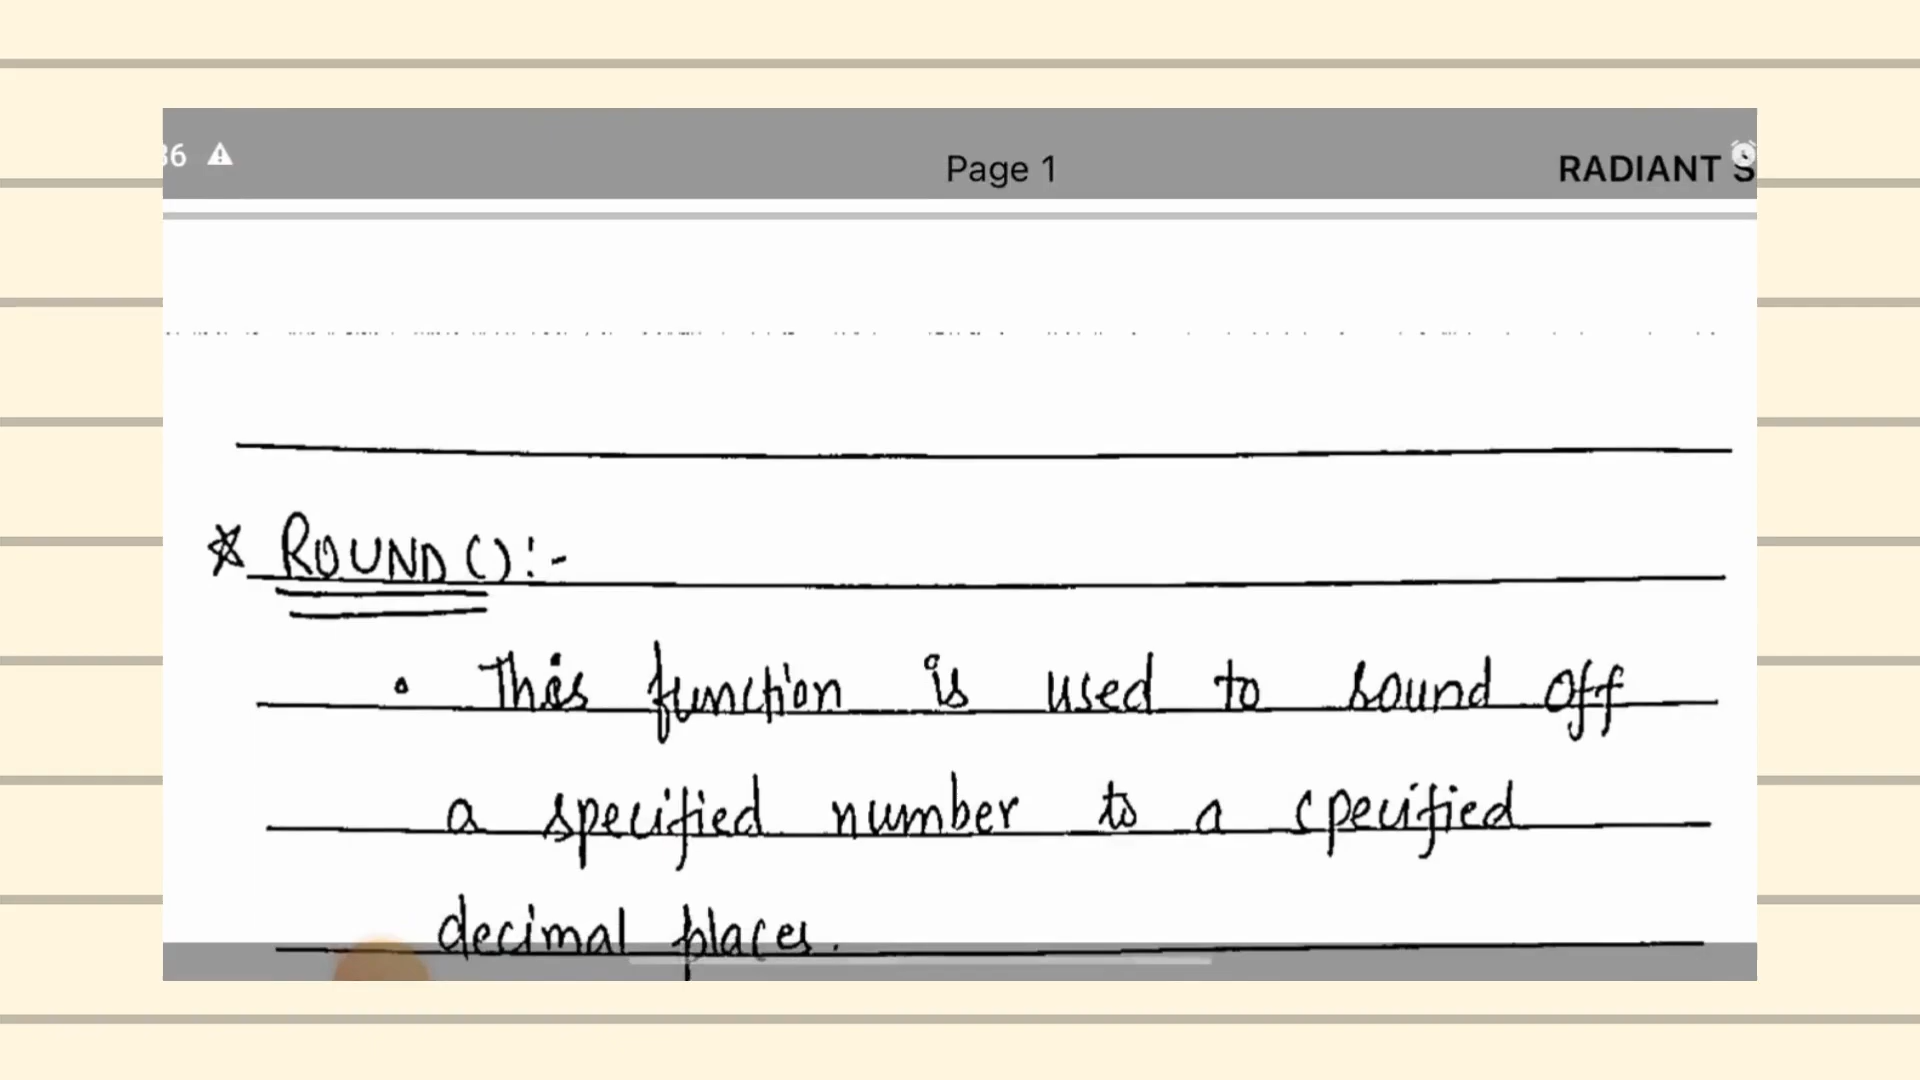 36
Page 1
RADIANT S
☆ ROUND () :-
• This function is used to round off
a specified number to a specified
decimal places.